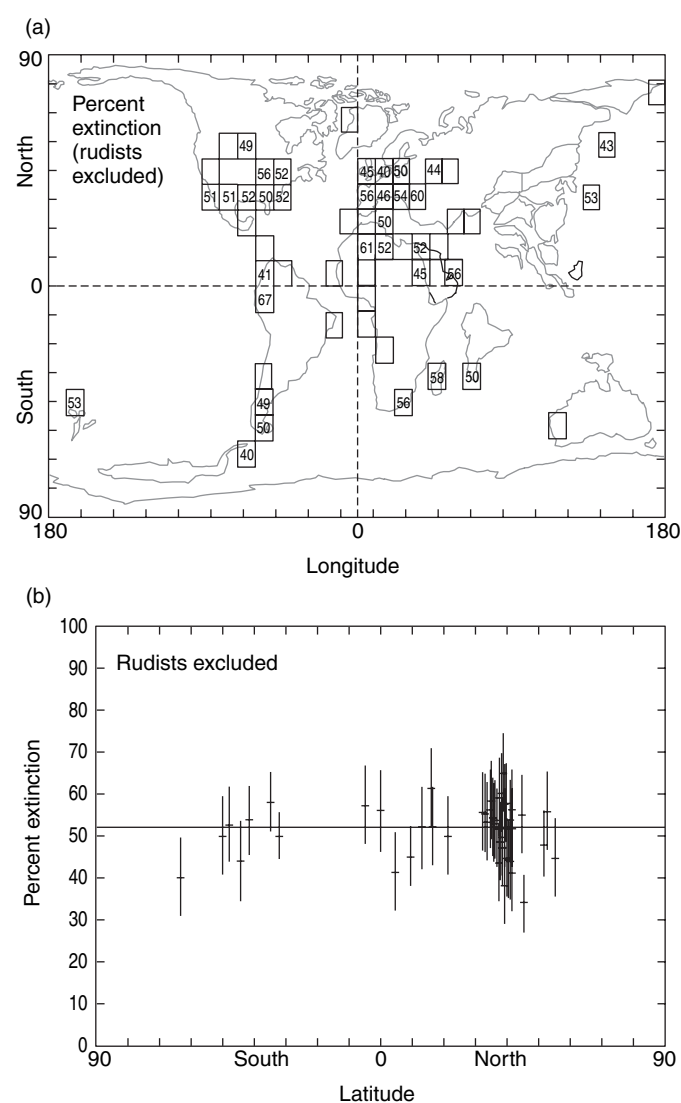 (a)
90
Percent
extinction
(rudists
excluded)
49
43
56 52
45 40 50 44
51 51 52 50 52
56 46 54 60
53
50
61 52 52
41
45 56
0
67
58 50
53
49
56
50
40
North
South
90
180 0 180
Longitude
(b)
100
Rudists excluded
90
80
70
60
50
40
30
20
10
0
Percent extinction
90 South 0 North 90
Latitude